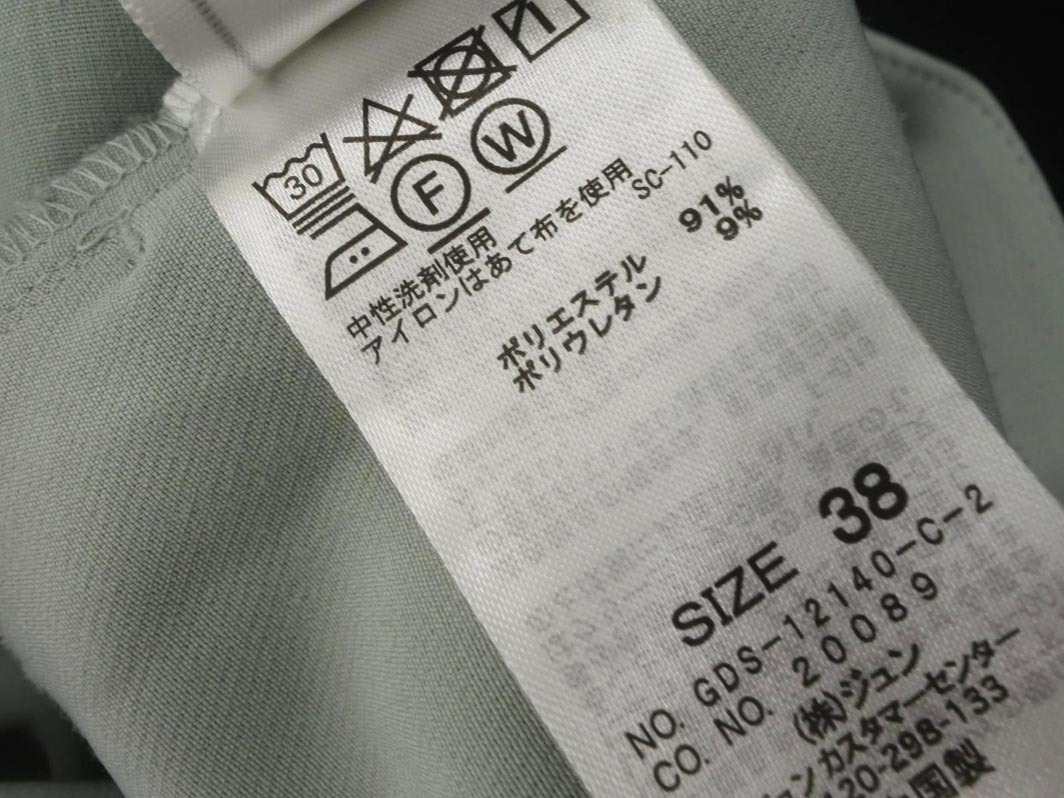 30
F W
中性洗剤使用
アイロンはあて布を使用
SC-110
ポリエステル 91%
ポリウレタン 9%
SIZE 38
NO. GDS-12140-C-2
CO. NO. 20089
(株)ジュン
カスタマーセンター
20-298-133
国製